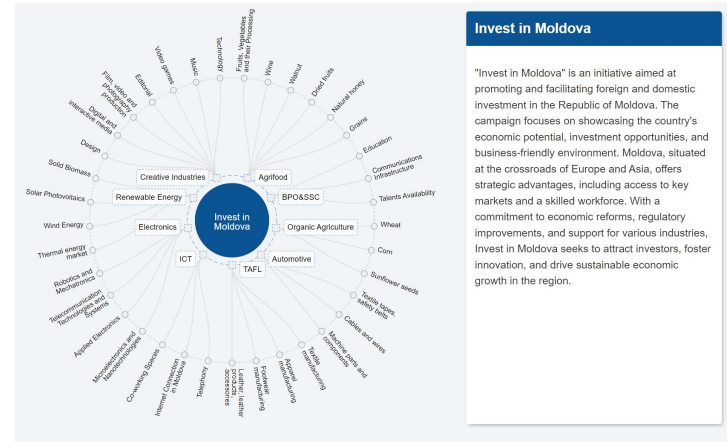 Invest in
Moldova
Creative Industries
Agrifood
Renewable Energy
BPO&SSC
Electronics
Organic Agriculture
ICT
Automotive
TAFL
Technology
Fruits, Vegetables
and their Processing
Wine
Walnut
Dried fruits
Natural honey
Grains
Education
Communications
Infrastructure
Talents Availability
Wheat
Corn
Sunflower seeds
Textile tapes,
safety belts
Cables and wires
Machine parts and
components
Textile
manufacturing
Apparel
manufacturing
Footwear
manufacturing
Leather, leather
products,
accessories
Telephony
Internet Connection
in Moldova
Co-working Spaces
Microelectronics and
Nanotechnologies
Applied Electronics
Telecommunication
Technologies and
Systems
Robotics and
Mechatronics
Thermal energy
market
Wind Energy
Solar Photovoltaics
Solid Biomass
Design
Digital and
interactive media
Film, video and
photography
production
Editorial
Video games
Music
Invest in Moldova
"Invest in Moldova" is an initiative aimed at
promoting and facilitating foreign and domestic
investment in the Republic of Moldova. The
campaign focuses on showcasing the country's
economic potential, investment opportunities, and
business-friendly environment. Moldova, situated
at the crossroads of Europe and Asia, offers
strategic advantages, including access to key
markets and a skilled workforce. With a
commitment to economic reforms, regulatory
improvements, and support for various industries,
Invest in Moldova seeks to attract investors, foster
innovation, and drive sustainable economic
growth in the region.